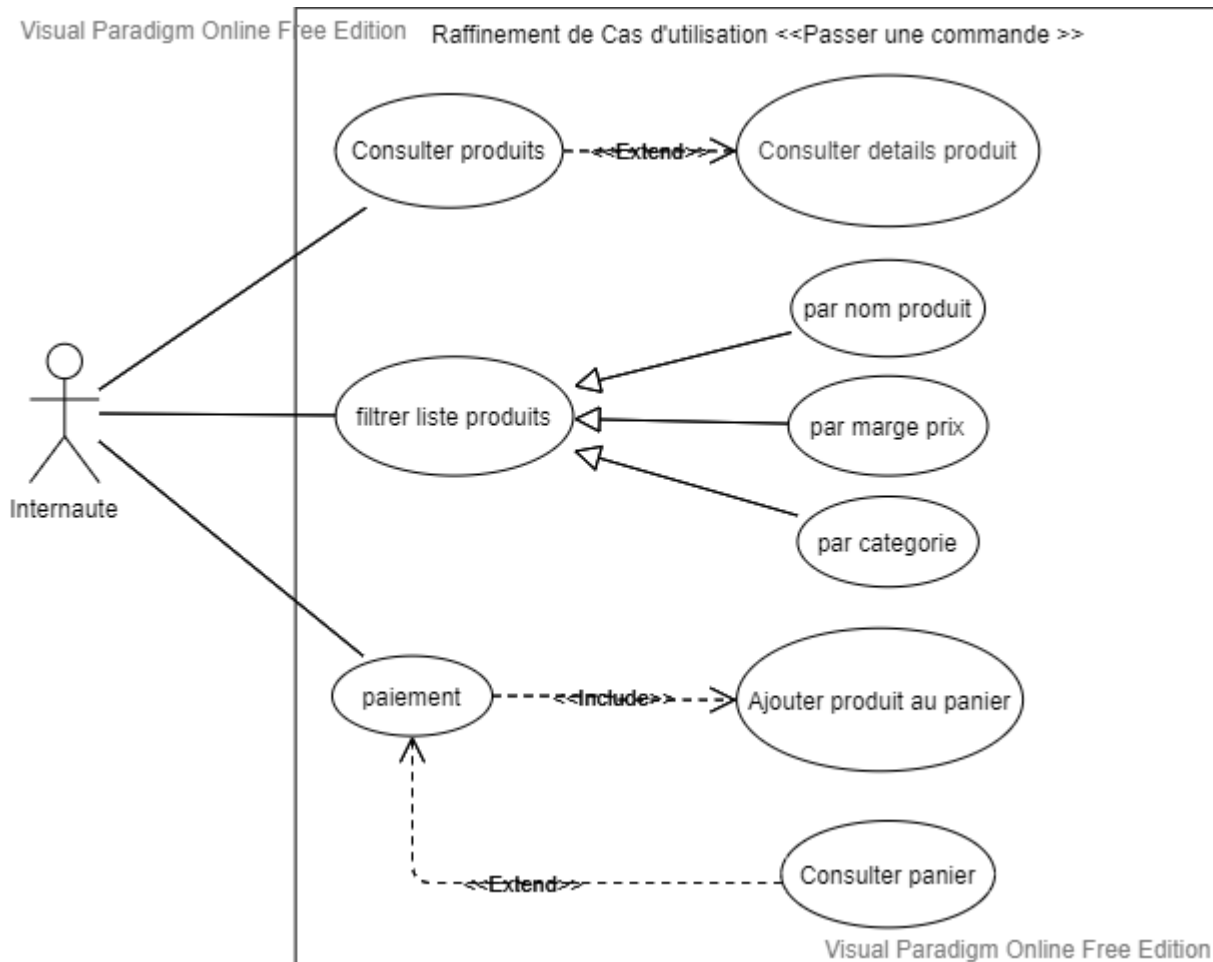 Visual Paradigm Online Free Edition
Raffinement de Cas d'utilisation <<Passer une commande >>
Consulter produits
<<Extend>>
Consulter details produit
par nom produit
filtrer liste produits
par marge prix
Internaute
par categorie
paiement
<<Include>>
Ajouter produit au panier
Consulter panier
<<Extend>>
Visual Paradigm Online Free Edition